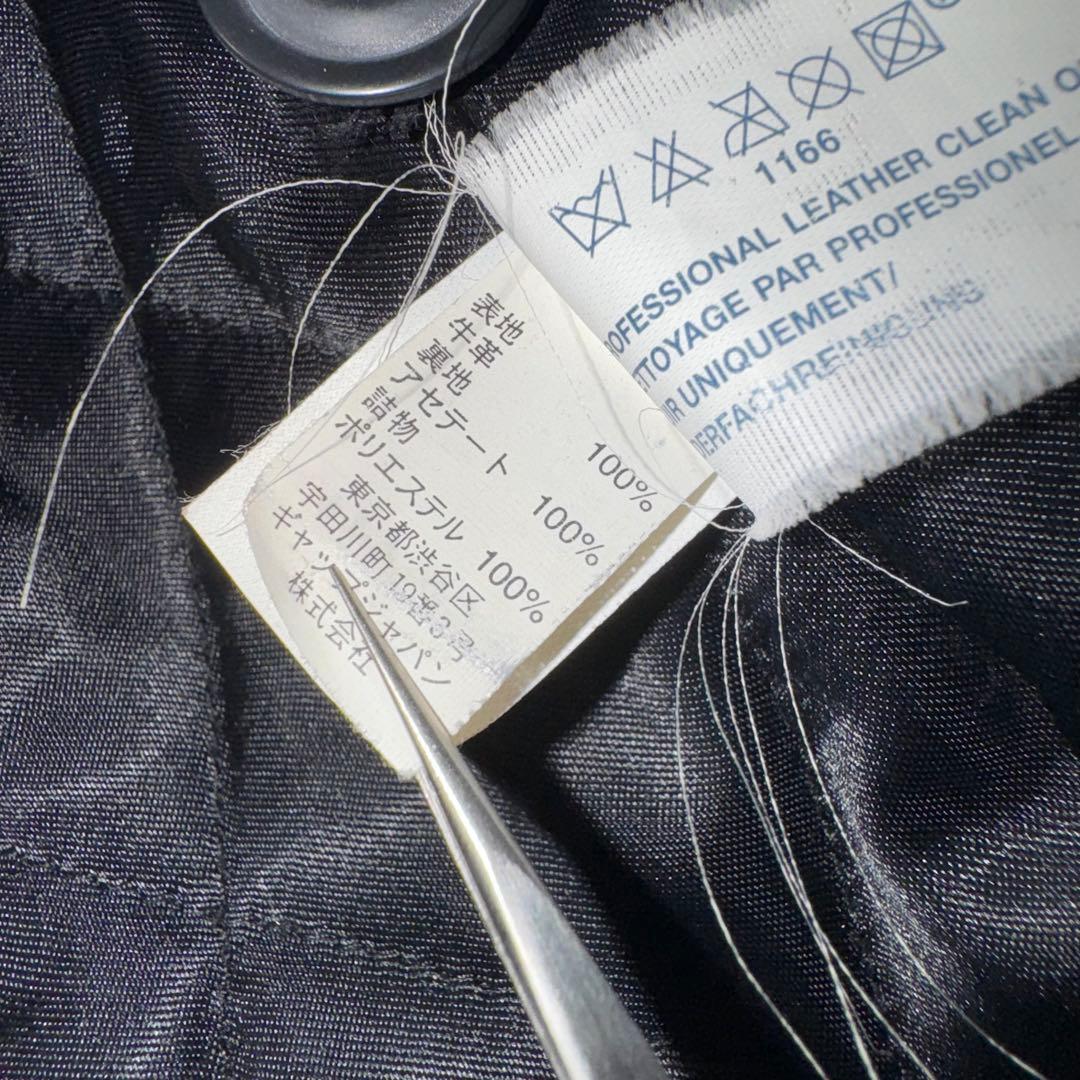 1166
PROFESSIONAL LEATHER CLEAN
TTOYAGE PAR PROFESSIONEL
UNIQUEMENT/
表地
牛革 100%
裏地
アセテート 100%
詰物
ポリエステル 100%
東京都渋谷区
宇田川町
ギャップジャパン
株式会社